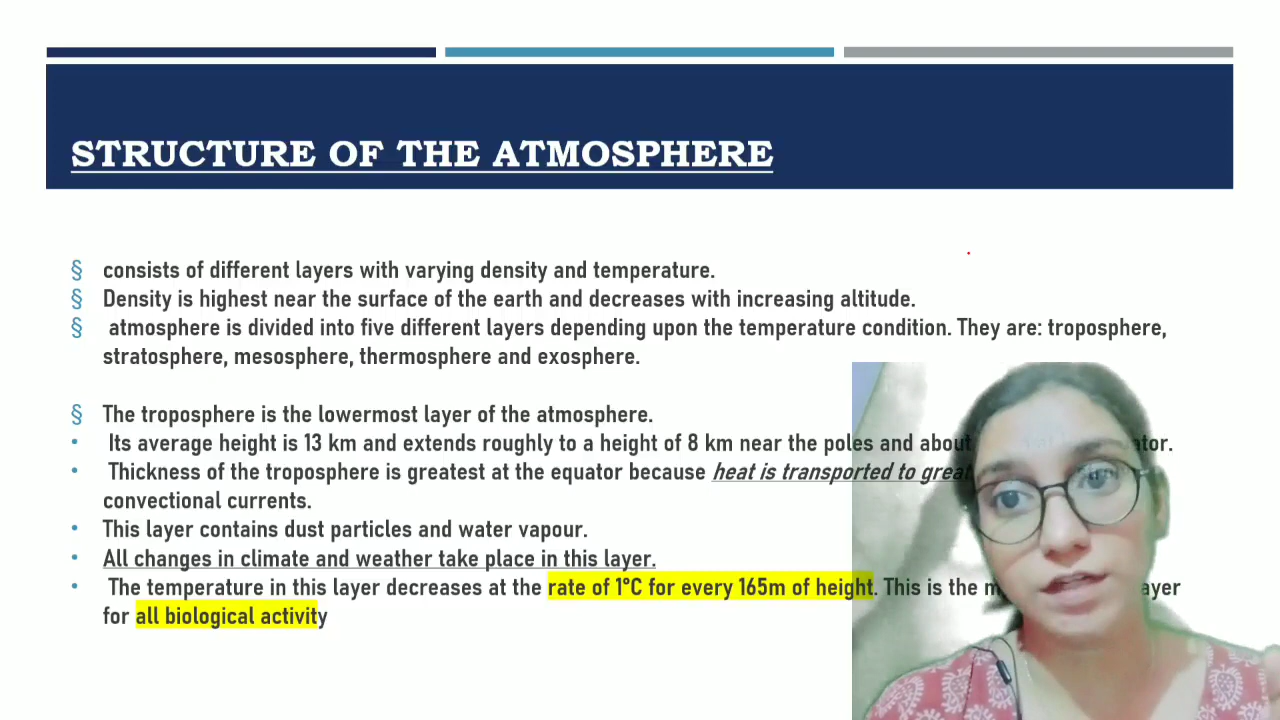 STRUCTURE OF THE ATMOSPHERE
§ consists of different layers with varying density and temperature.
§ Density is highest near the surface of the earth and decreases with increasing altitude.
§ atmosphere is divided into five different layers depending upon the temperature condition. They are: troposphere,
stratosphere, mesosphere, thermosphere and exosphere.
§ The troposphere is the lowermost layer of the atmosphere.
• Its average height is 13 km and extends roughly to a height of 8 km near the poles and about
• Thickness of the troposphere is greatest at the equator because heat is transported to
convectional currents.
• This layer contains dust particles and water vapour.
• All changes in climate and weather take place in this layer.
• The temperature in this layer decreases at the rate of 1°C for every 165m of height. This is the
for all biological activity